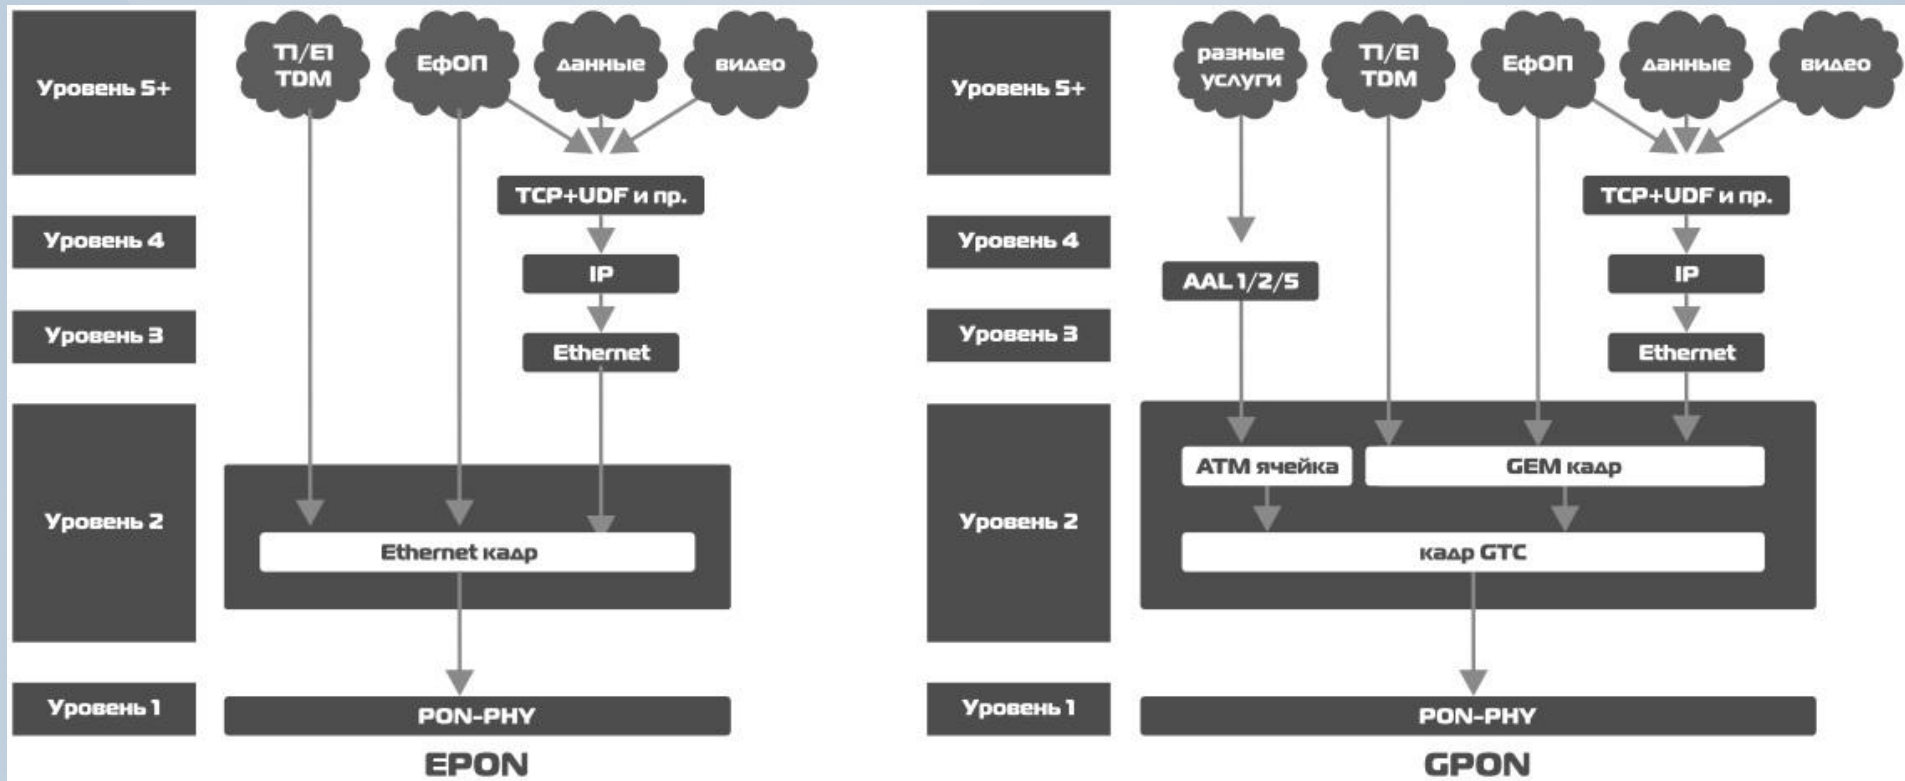 Уровень 5+
T1/E1
TDM
ЕфОП
данные
видео
TCP+UDF и пр.
Уровень 4
IP
Уровень 3
Ethernet
Уровень 2
Ethernet кадр
Уровень 1
PON-PHY
EPON
Уровень 5+
разные
услуги
T1/E1
TDM
ЕфОП
данные
видео
TCP+UDF и пр.
Уровень 4
AAL 1/2/5
IP
Уровень 3
Ethernet
Уровень 2
ATM ячейка
GEM кадр
кадр GTC
Уровень 1
PON-PHY
GPON